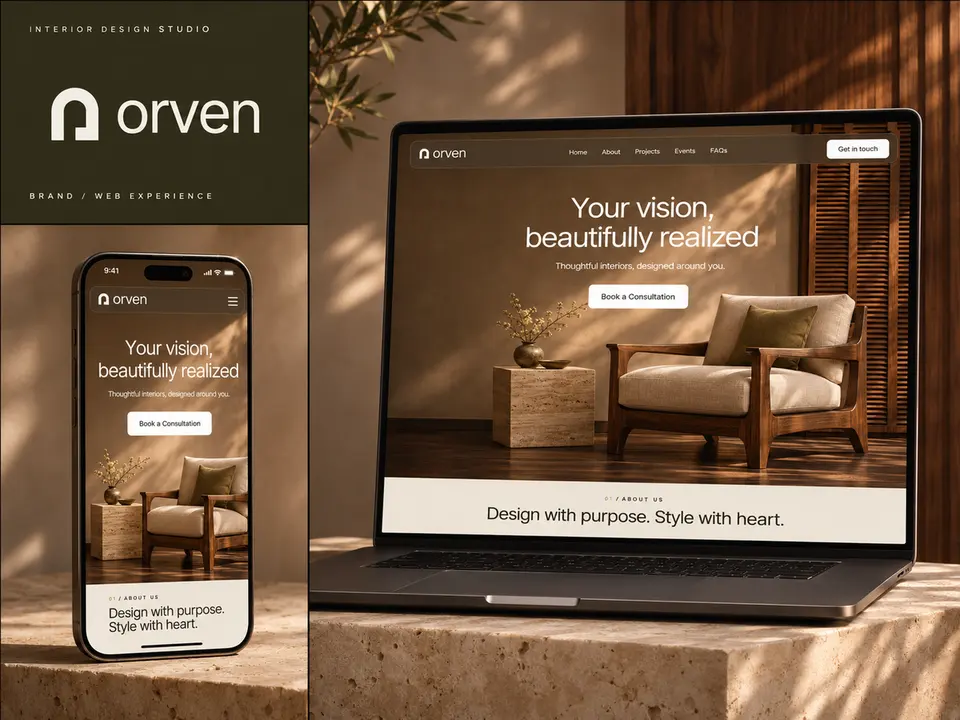 INTERIOR DESIGN STUDIO
orven
BRAND / WEB EXPERIENCE
9:41
orven
Your vision,
beautifully realized
Thoughtful interiors, designed around you.
Book a Consultation
01 / ABOUT US
Design with purpose.
Style with heart.
orven
Home About Projects Events FAQs
Get in touch
Your vision,
beautifully realized
Thoughtful interiors, designed around you.
Book a Consultation
01 / ABOUT US
Design with purpose. Style with heart.